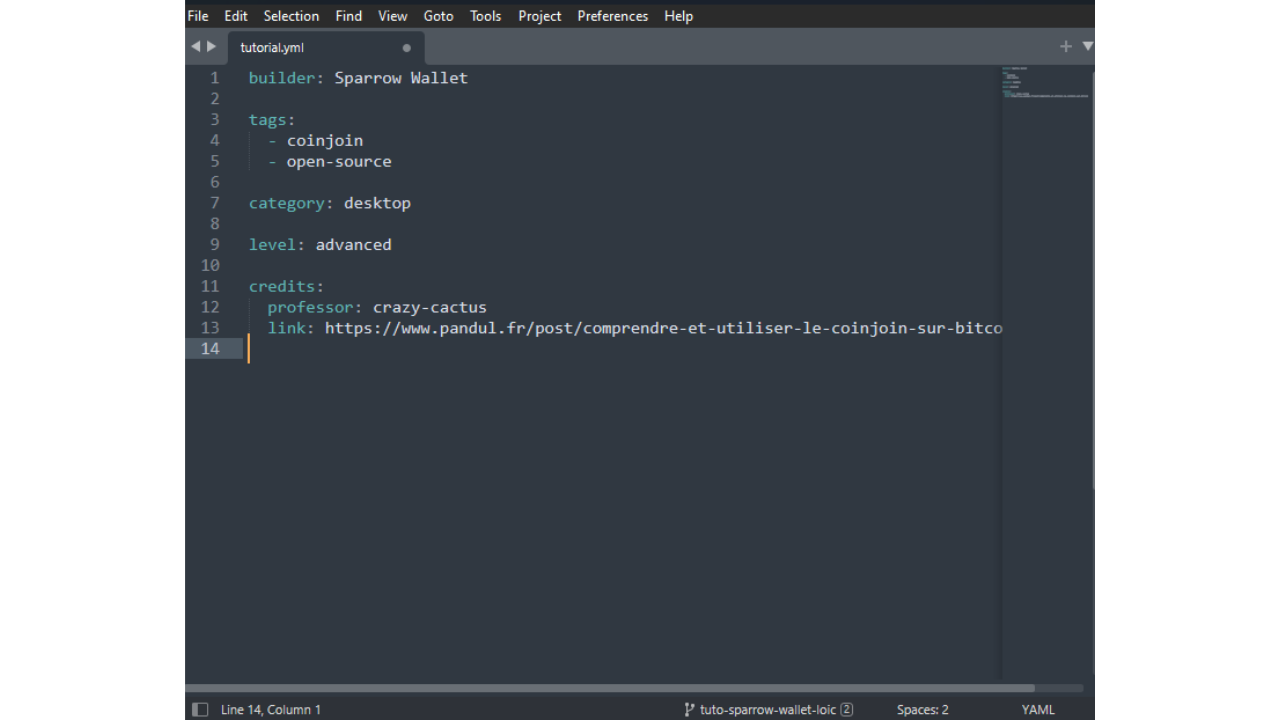 File Edit Selection Find View Goto Tools Project Preferences Help
tutorial.yml
1 builder: Sparrow Wallet
2
3 tags:
4 - coinjoin
5 - open-source
6
7 category: desktop
8
9 level: advanced
10
11 credits:
12 professor: crazy-cactus
13 link: https://www.pandul.fr/post/comprendre-et-utiliser-le-coinjoin-sur-bitco
14
Line 14, Column 1 tuto-sparrow-wallet-loic 2 Spaces: 2 YAML